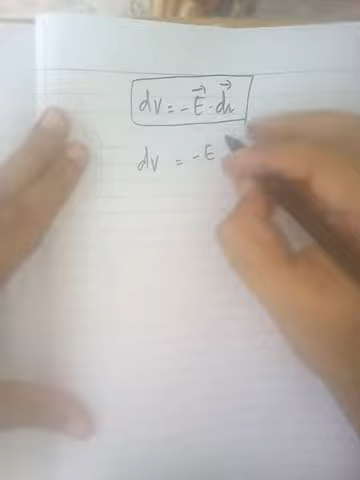 dV = -E⃗ · dr⃗
dV = -E